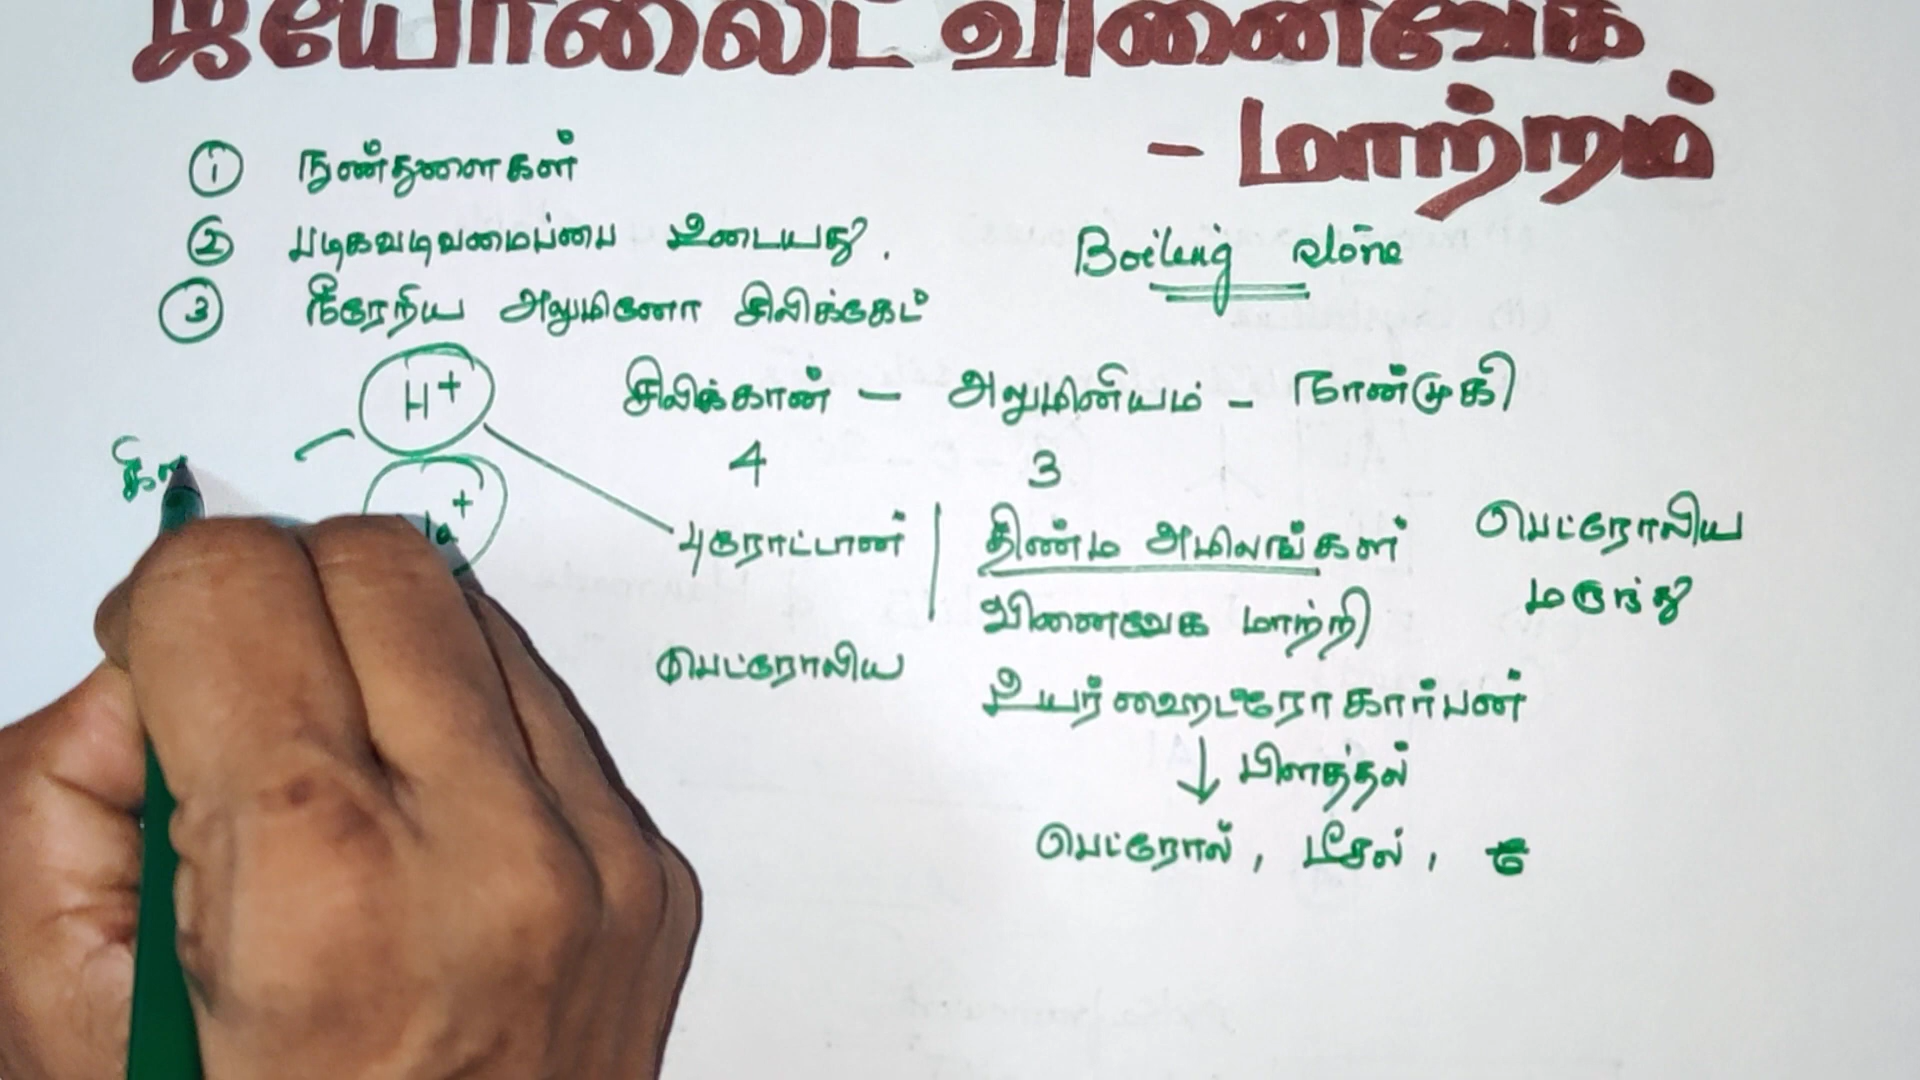 ஜியோலைட் வினைவேக
- மாற்றம்
① நுண்துளைகள்
② படிகவடிவமைப்பை உடையது.
Boiling stone
③ நீரேறிய அலுமினோ சிலிக்கேட்
H+
சிலிக்கான் – அலுமினியம் – நான்முகி
4 3
+
புரோட்டான்
திண்ம அமிலங்கள்
பெட்ரோலிய
மருந்து
வினைவேக மாற்றி
பெட்ரோலிய
உயர் ஹைட்ரோ கார்பன்
↓ பிளத்தல்
பெட்ரோல், டீசல்,